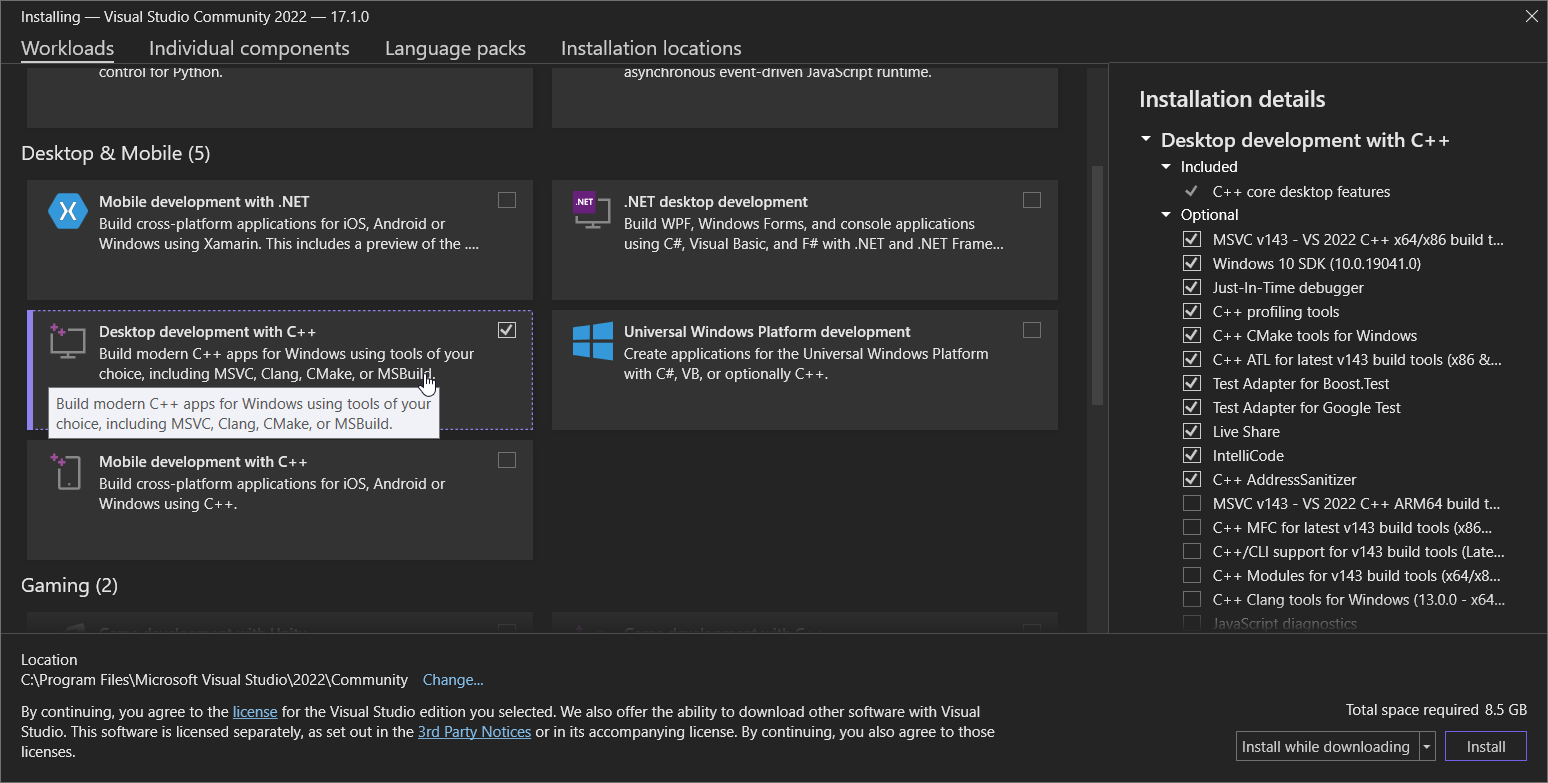 Installing — Visual Studio Community 2022 — 17.1.0
Workloads
Individual components
Language packs
Installation locations
control for Python.
asynchronous event-driven JavaScript runtime.
Desktop & Mobile (5)
Mobile development with .NET
Build cross-platform applications for iOS, Android or
Windows using Xamarin. This includes a preview of the ....
.NET
.NET desktop development
Build WPF, Windows Forms, and console applications
using C#, Visual Basic, and F# with .NET and .NET Frame...
Desktop development with C++
Build modern C++ apps for Windows using tools of your
choice, including MSVC, Clang, CMake, or MSBuild.
Build modern C++ apps for Windows using tools of your
choice, including MSVC, Clang, CMake, or MSBuild.
Universal Windows Platform development
Create applications for the Universal Windows Platform
with C#, VB, or optionally C++.
Mobile development with C++
Build cross-platform applications for iOS, Android or
Windows using C++.
Gaming (2)
Game development with Unity
Game development with C++
Installation details
Desktop development with C++
Included
C++ core desktop features
Optional
MSVC v143 - VS 2022 C++ x64/x86 build t...
Windows 10 SDK (10.0.19041.0)
Just-In-Time debugger
C++ profiling tools
C++ CMake tools for Windows
C++ ATL for latest v143 build tools (x86 &...
Test Adapter for Boost.Test
Test Adapter for Google Test
Live Share
IntelliCode
C++ AddressSanitizer
MSVC v143 - VS 2022 C++ ARM64 build t...
C++ MFC for latest v143 build tools (x86...
C++/CLI support for v143 build tools (Late...
C++ Modules for v143 build tools (x64/x8...
C++ Clang tools for Windows (13.0.0 - x64...
JavaScript diagnostics
Location
C:\Program Files\Microsoft Visual Studio\2022\Community Change...
By continuing, you agree to the license for the Visual Studio edition you selected. We also offer the ability to download other software with Visual
Studio. This software is licensed separately, as set out in the 3rd Party Notices or in its accompanying license. By continuing, you also agree to those
licenses.
Total space required 8.5 GB
Install while downloading
Install